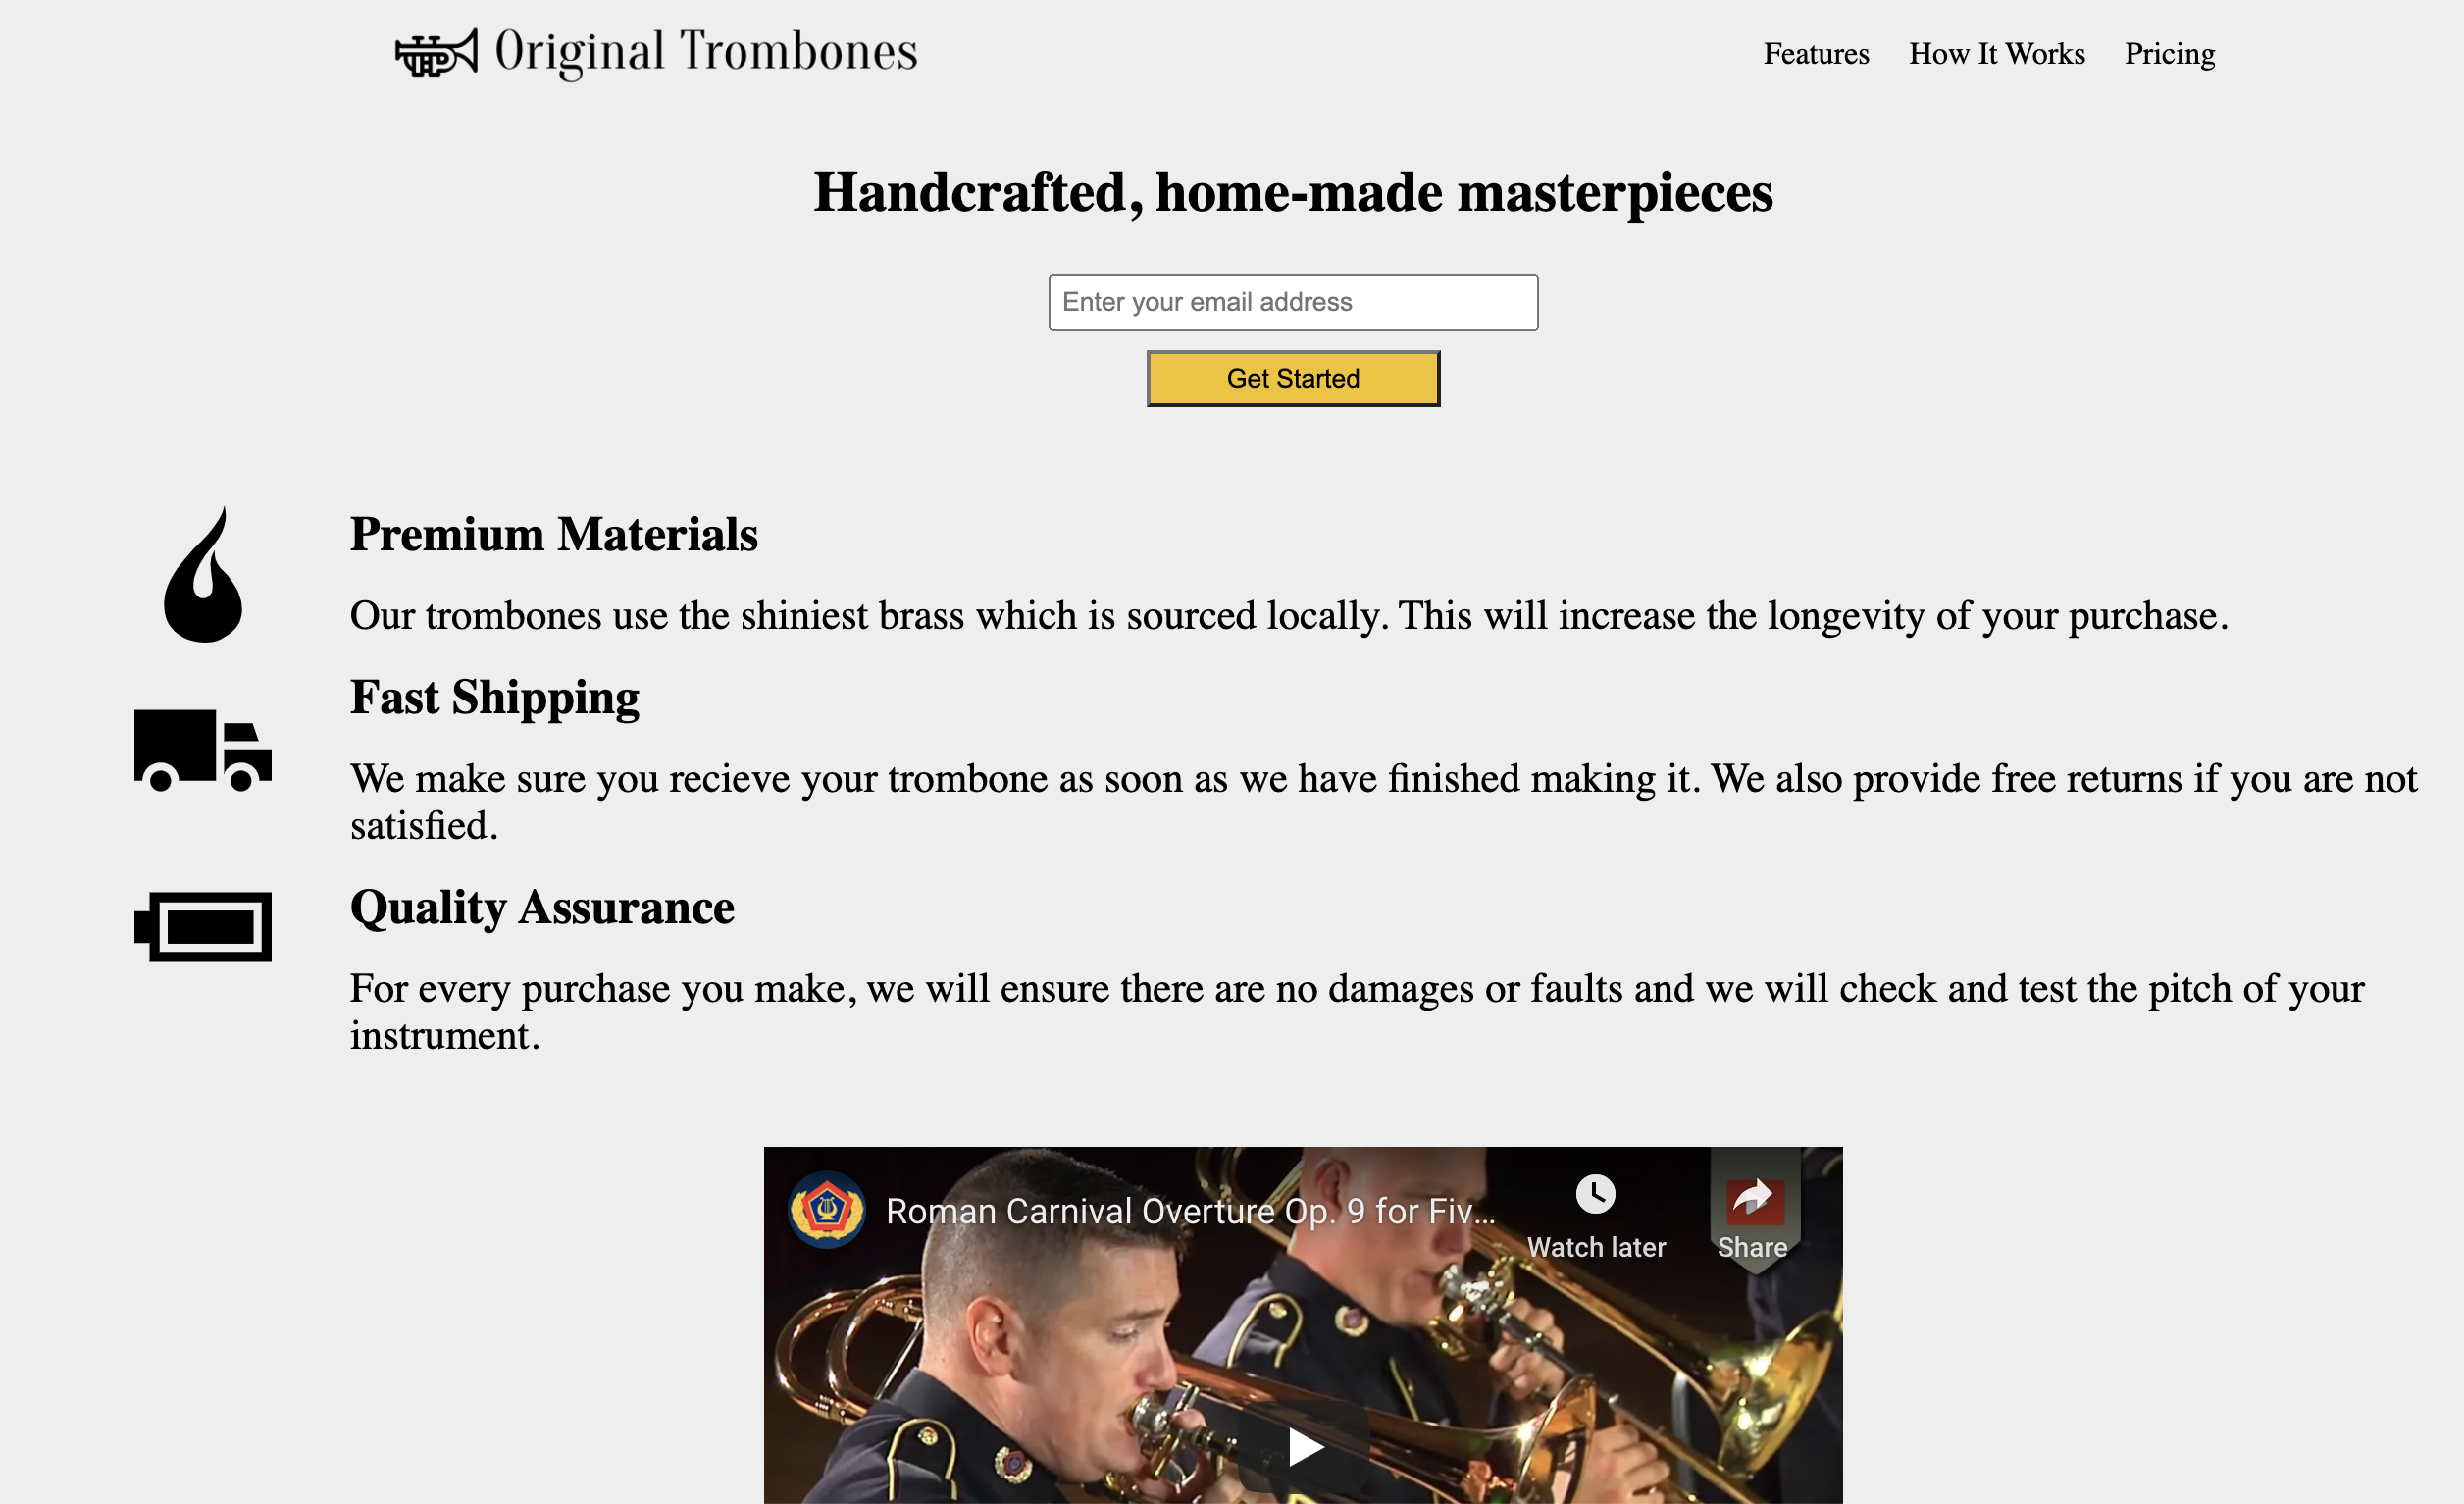 Original Trombones
Features How It Works Pricing
Handcrafted, home-made masterpieces
Enter your email address
Get Started
Premium Materials
Our trombones use the shiniest brass which is sourced locally. This will increase the longevity of your purchase.
Fast Shipping
We make sure you recieve your trombone as soon as we have finished making it. We also provide free returns if you are not
satisfied.
Quality Assurance
For every purchase you make, we will ensure there are no damages or faults and we will check and test the pitch of your
instrument.
Roman Carnival Overture Op. 9 for Fiv...
Watch later
Share